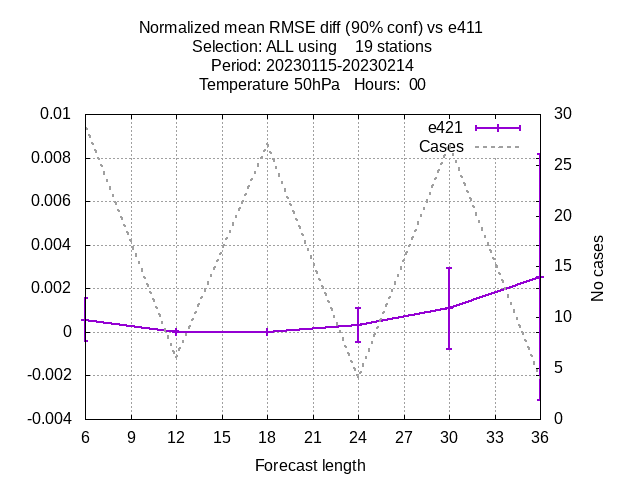 Normalized mean RMSE diff (90% conf) vs e411
Selection: ALL using    19 stations
Period: 20230115-20230214
Temperature 50hPa   Hours:  00
0.01
0.008
0.006
0.004
0.002
0
-0.002
-0.004
e421
Cases
30
25
20
15
10
5
0
No cases
6 9 12 15 18 21 24 27 30 33 36
Forecast length